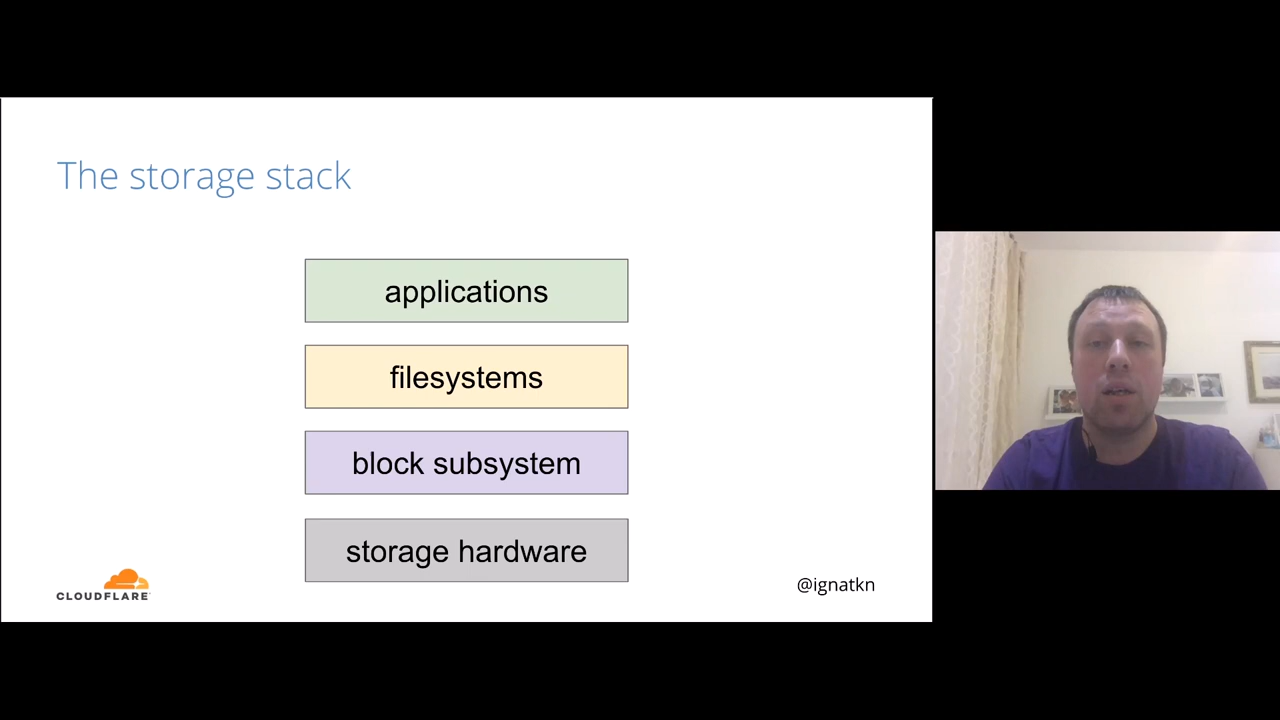 The storage stack
applications
filesystems
block subsystem
storage hardware
CLOUDFLARE
@ignatkn